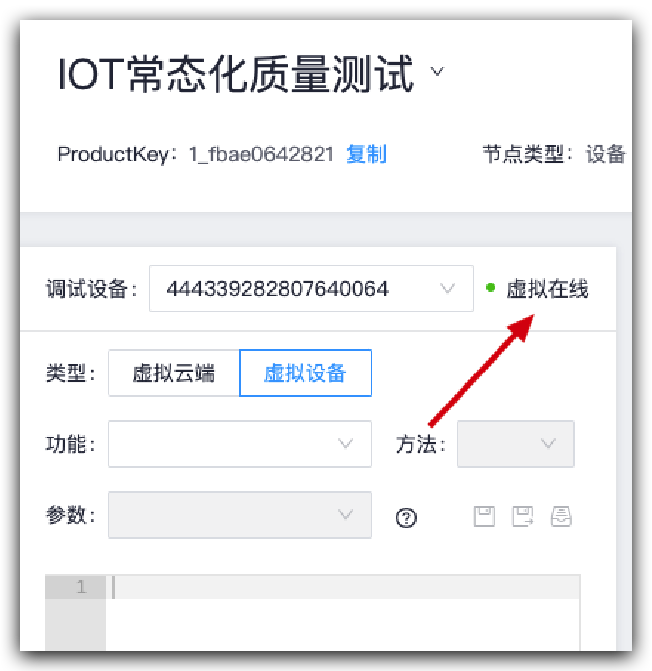 IOT常态化质量测试
ProductKey: 1_fbae0642821 复制 节点类型: 设备
调试设备: 444339282807640064 虚拟在线
类型: 虚拟云端 虚拟设备
功能: 方法:
参数: ?
1